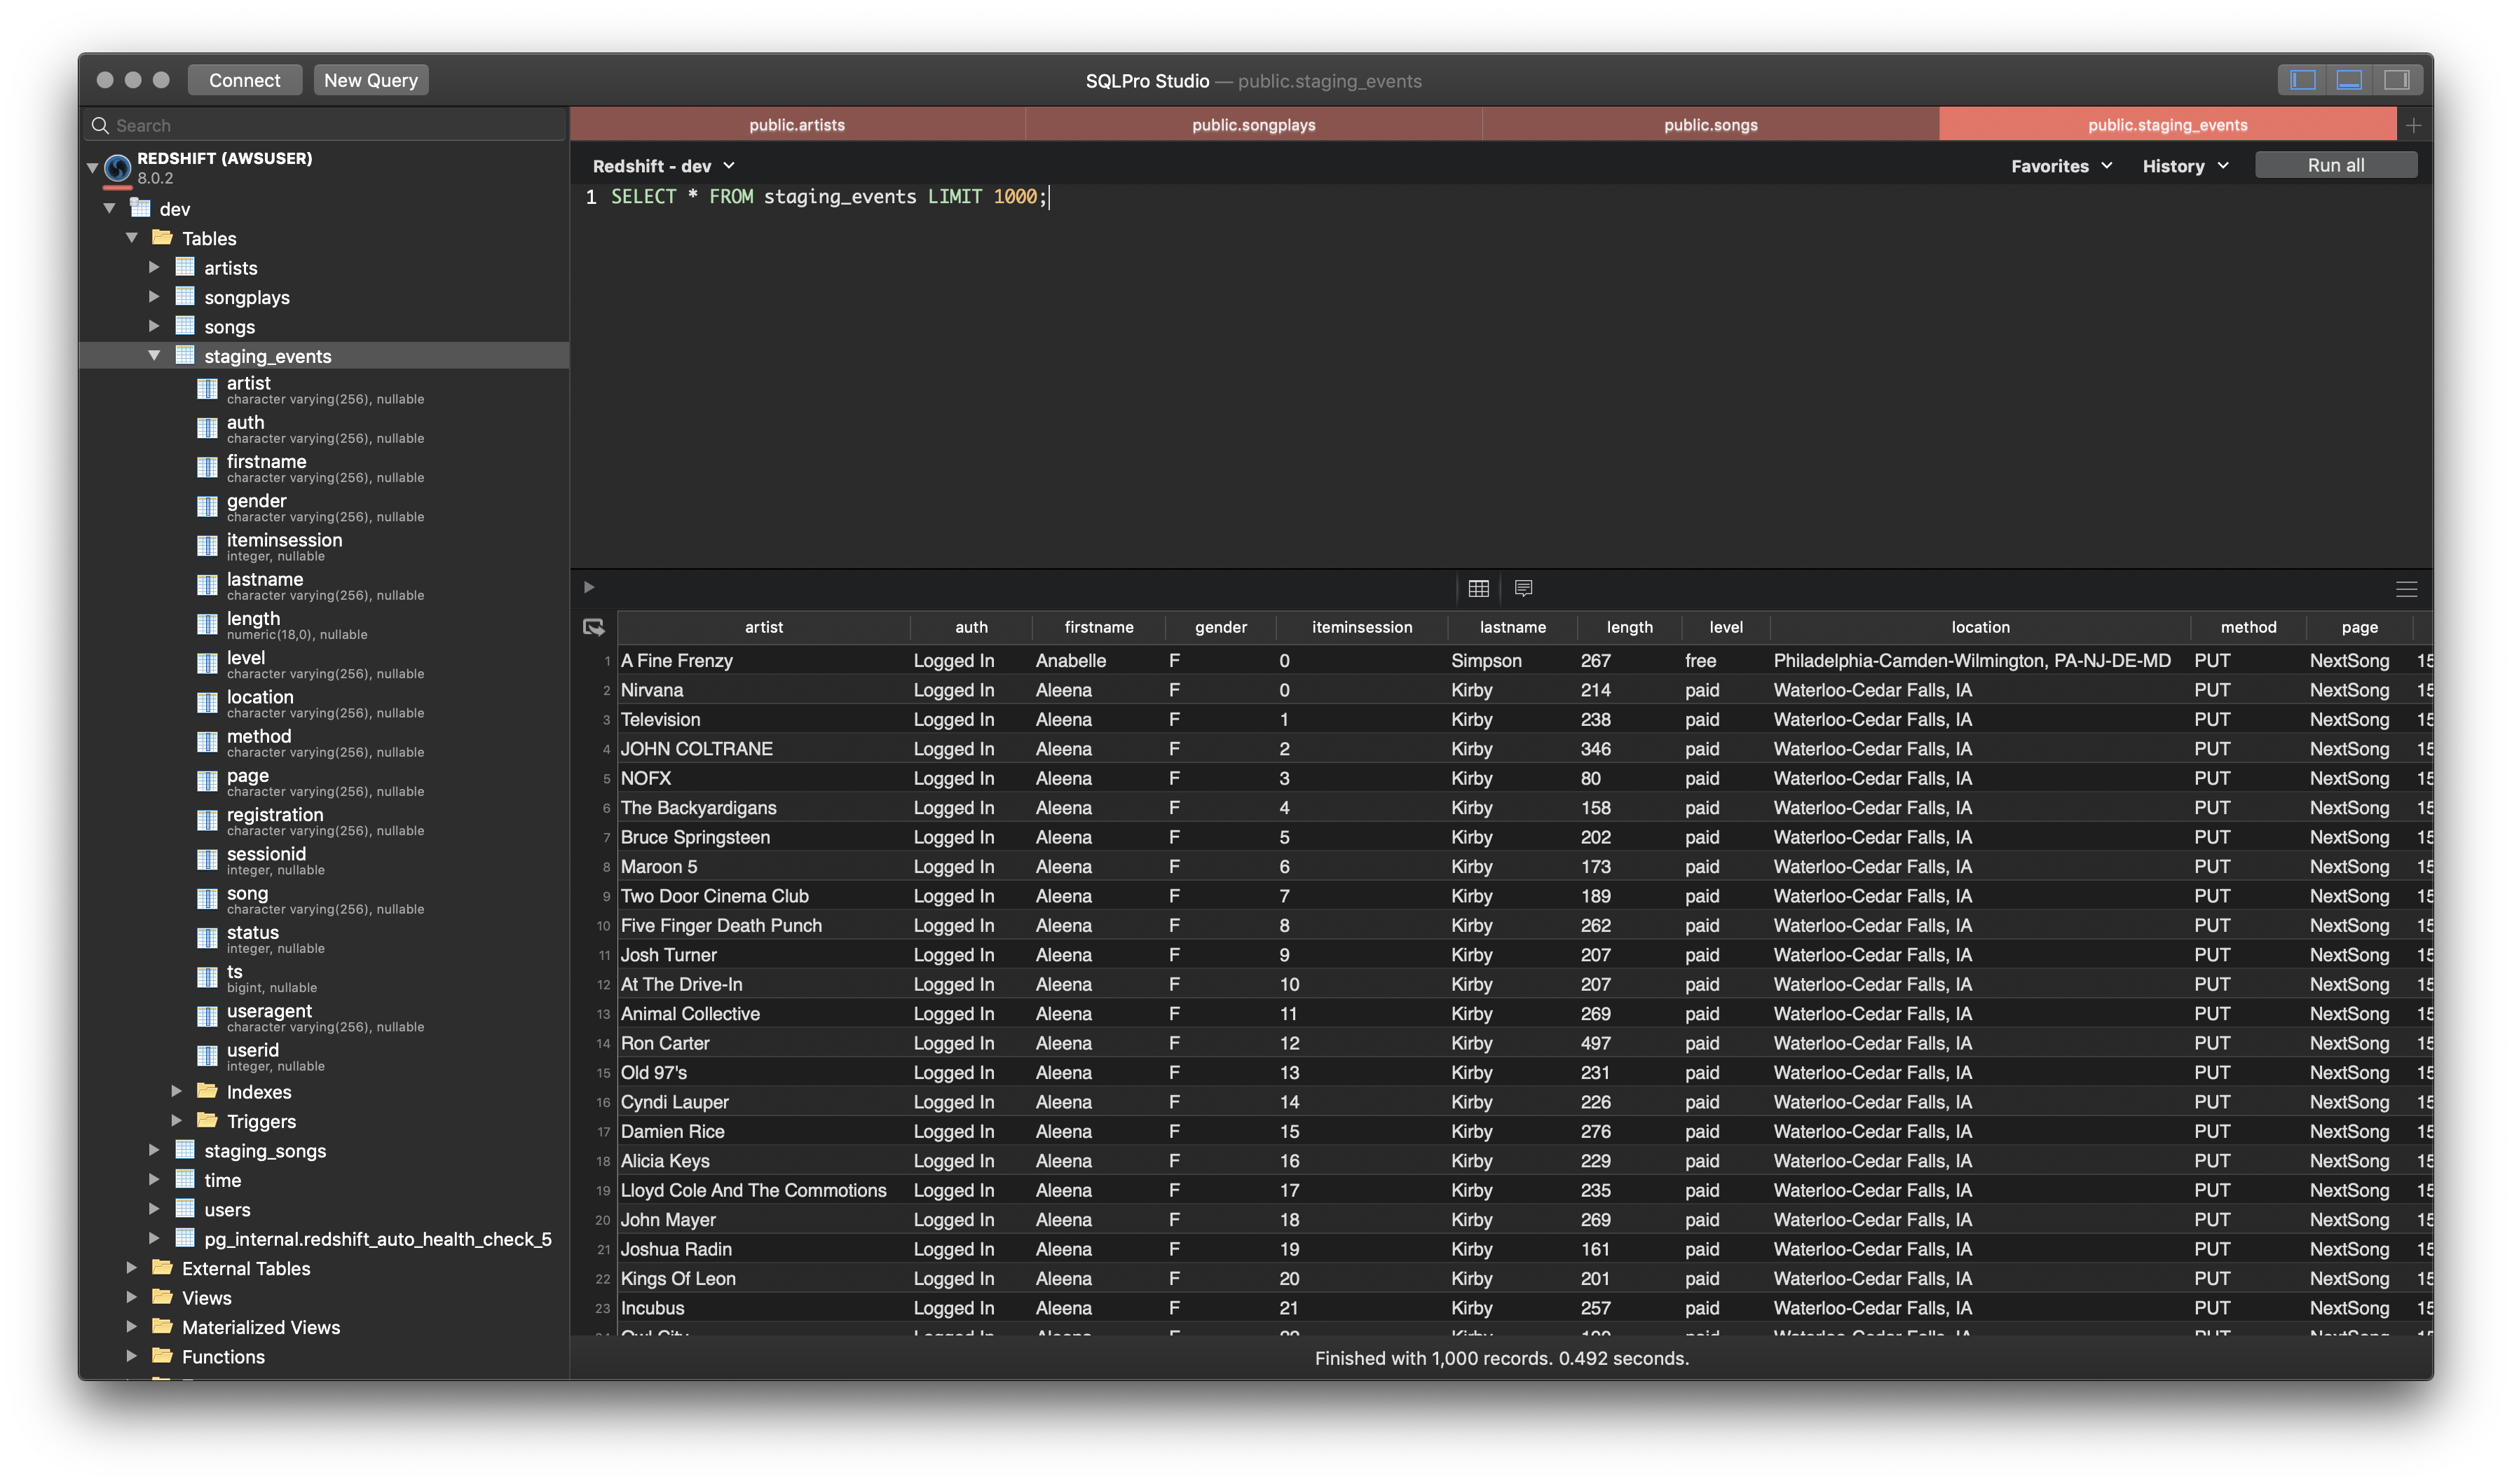 Connect New Query SQLPro Studio — public.staging_events
Search
REDSHIFT (AWSUSER)
8.0.2
dev
Tables
artists
songplays
songs
staging_events
artist
character varying(256), nullable
auth
character varying(256), nullable
firstname
character varying(256), nullable
gender
character varying(256), nullable
iteminsession
integer, nullable
lastname
character varying(256), nullable
length
numeric(18,0), nullable
level
character varying(256), nullable
location
character varying(256), nullable
method
character varying(256), nullable
page
character varying(256), nullable
registration
character varying(256), nullable
sessionid
integer, nullable
song
character varying(256), nullable
status
integer, nullable
ts
bigint, nullable
useragent
character varying(256), nullable
userid
integer, nullable
Indexes
Triggers
staging_songs
time
users
pg_internal.redshift_auto_health_check_5
External Tables
Views
Materialized Views
Functions
public.artists public.songplays public.songs public.staging_events
Redshift - dev Favorites History Run all
1 SELECT * FROM staging_events LIMIT 1000;
artist auth firstname gender iteminsession lastname length level location method page
1 A Fine Frenzy Logged In Anabelle F 0 Simpson 267 free Philadelphia-Camden-Wilmington, PA-NJ-DE-MD PUT NextSong 15
2 Nirvana Logged In Aleena F 0 Kirby 214 paid Waterloo-Cedar Falls, IA PUT NextSong 15
3 Television Logged In Aleena F 1 Kirby 238 paid Waterloo-Cedar Falls, IA PUT NextSong 15
4 JOHN COLTRANE Logged In Aleena F 2 Kirby 346 paid Waterloo-Cedar Falls, IA PUT NextSong 15
5 NOFX Logged In Aleena F 3 Kirby 80 paid Waterloo-Cedar Falls, IA PUT NextSong 15
6 The Backyardigans Logged In Aleena F 4 Kirby 158 paid Waterloo-Cedar Falls, IA PUT NextSong 15
7 Bruce Springsteen Logged In Aleena F 5 Kirby 202 paid Waterloo-Cedar Falls, IA PUT NextSong 15
8 Maroon 5 Logged In Aleena F 6 Kirby 173 paid Waterloo-Cedar Falls, IA PUT NextSong 15
9 Two Door Cinema Club Logged In Aleena F 7 Kirby 189 paid Waterloo-Cedar Falls, IA PUT NextSong 15
10 Five Finger Death Punch Logged In Aleena F 8 Kirby 262 paid Waterloo-Cedar Falls, IA PUT NextSong 15
11 Josh Turner Logged In Aleena F 9 Kirby 207 paid Waterloo-Cedar Falls, IA PUT NextSong 15
12 At The Drive-In Logged In Aleena F 10 Kirby 207 paid Waterloo-Cedar Falls, IA PUT NextSong 15
13 Animal Collective Logged In Aleena F 11 Kirby 269 paid Waterloo-Cedar Falls, IA PUT NextSong 15
14 Ron Carter Logged In Aleena F 12 Kirby 497 paid Waterloo-Cedar Falls, IA PUT NextSong 15
15 Old 97's Logged In Aleena F 13 Kirby 231 paid Waterloo-Cedar Falls, IA PUT NextSong 15
16 Cyndi Lauper Logged In Aleena F 14 Kirby 226 paid Waterloo-Cedar Falls, IA PUT NextSong 15
17 Damien Rice Logged In Aleena F 15 Kirby 276 paid Waterloo-Cedar Falls, IA PUT NextSong 15
18 Alicia Keys Logged In Aleena F 16 Kirby 229 paid Waterloo-Cedar Falls, IA PUT NextSong 15
19 Lloyd Cole And The Commotions Logged In Aleena F 17 Kirby 235 paid Waterloo-Cedar Falls, IA PUT NextSong 15
20 John Mayer Logged In Aleena F 18 Kirby 269 paid Waterloo-Cedar Falls, IA PUT NextSong 15
21 Joshua Radin Logged In Aleena F 19 Kirby 161 paid Waterloo-Cedar Falls, IA PUT NextSong 15
22 Kings Of Leon Logged In Aleena F 20 Kirby 201 paid Waterloo-Cedar Falls, IA PUT NextSong 15
23 Incubus Logged In Aleena F 21 Kirby 257 paid Waterloo-Cedar Falls, IA PUT NextSong 15
Finished with 1,000 records. 0.492 seconds.